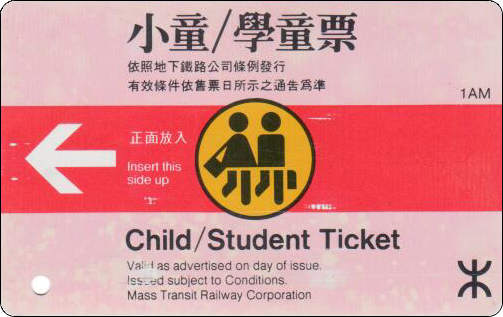 小童/學童票
依照地下鐵路公司條例發行
有效條件依售票日所示之通告為準
1AM
正面放入
Insert this
side up
Child/Student Ticket
Valid as advertised on day of issue.
Issued subject to Conditions.
Mass Transit Railway Corporation